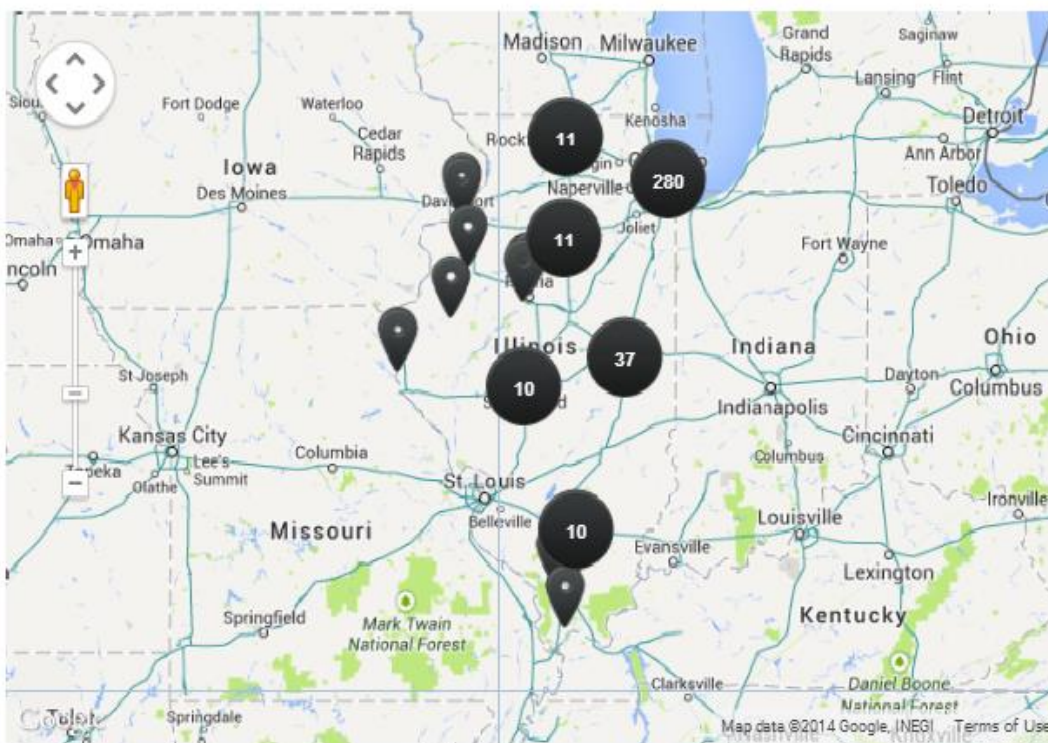 Madison
Milwaukee
Grand
Rapids
Saginaw
Lansing
Flint
Detroit
Fort Dodge
Waterloo
Cedar
Rapids
Kenosha
11
Ann Arbor
Iowa
Des Moines
Naperville
280
Toledo
Omaha
11
Joliet
Fort Wayne
Illinois
37
Indiana
Ohio
St Joseph
10
Dayton
Columbus
Indianapolis
Kansas City
Columbia
Columbus
Cincinnati
Lee's
Summit
Olathe
St. Louis
Belleville
Ironville
Missouri
10
Louisville
Evansville
Lexington
Springfield
Mark Twain
National Forest
Kentucky
Clarksville
Daniel Boone
National Forest
Google
Springdale
Map data ©2014 Google, INEGI
Terms of Use